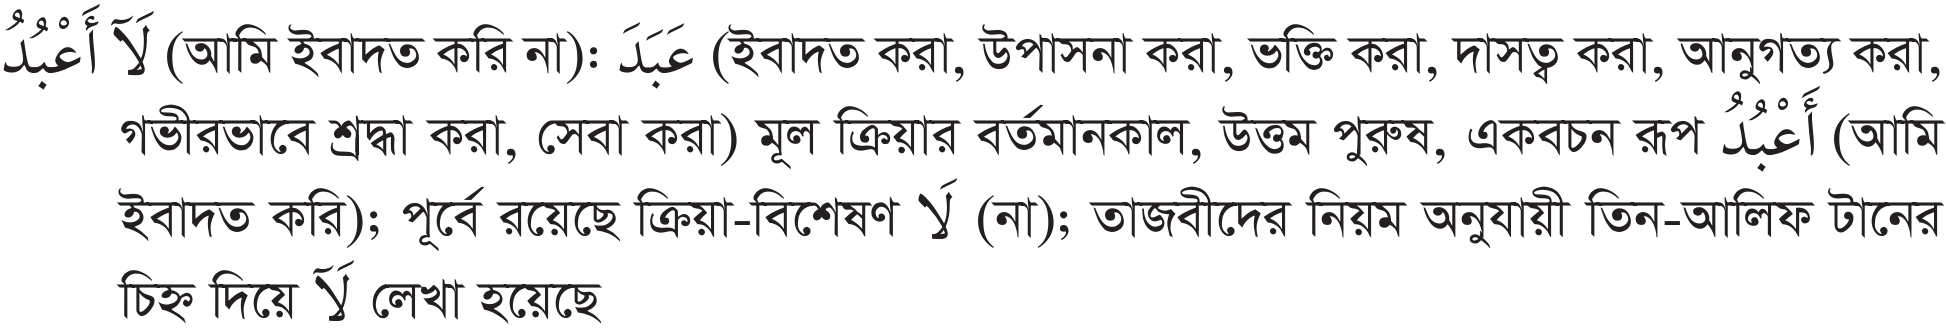 لَآ أَعْبُدُ (আমি ইবাদত করি না): عَبَدَ (ইবাদত করা, উপাসনা করা, ভক্তি করা, দাসত্ব করা, আনুগত্য করা,
গভীরভাবে শ্রদ্ধা করা, সেবা করা) মূল ক্রিয়ার বর্তমানকাল, উত্তম পুরুষ, একবচন রূপ أَعْبُدُ (আমি
ইবাদত করি); পূর্বে রয়েছে ক্রিয়া-বিশেষণ لَا (না); তাজবীদের নিয়ম অনুযায়ী তিন-আলিফ টানের
চিহ্ন দিয়ে لَآ লেখা হয়েছে